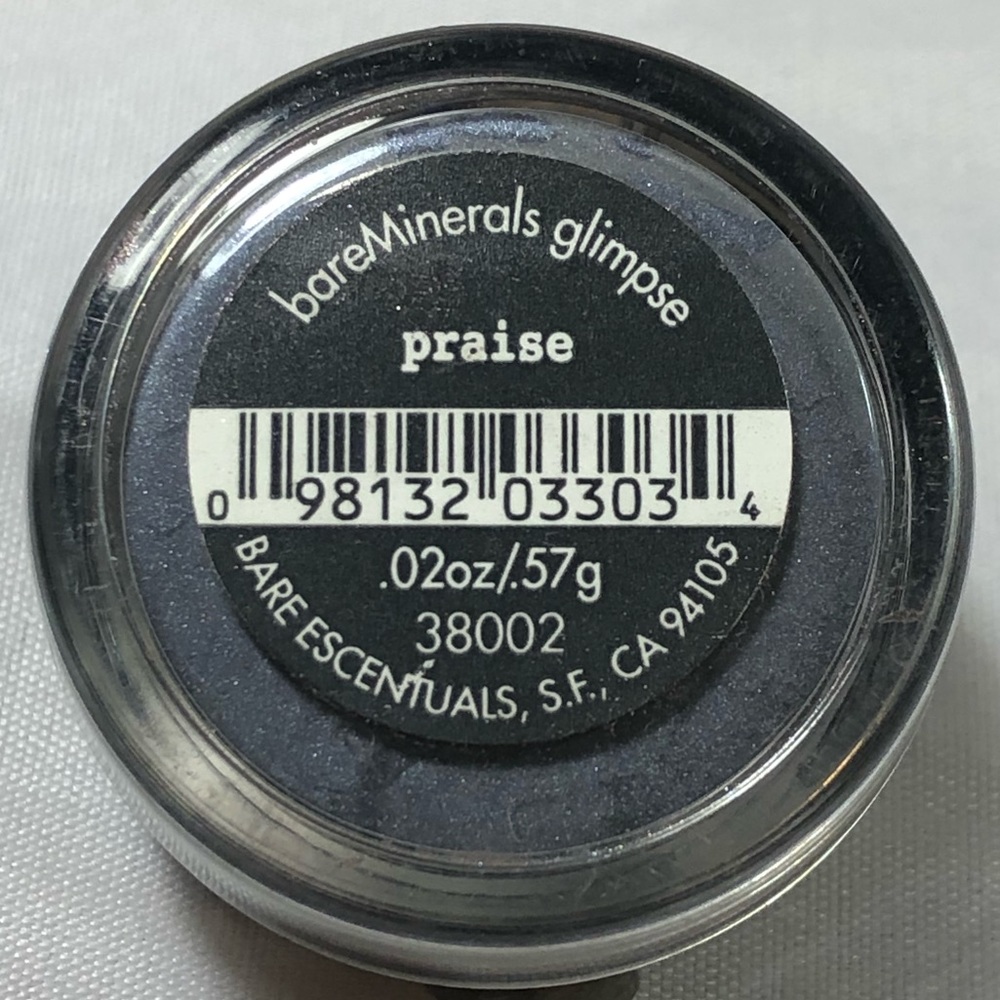 bareMinerals glimpse
praise
0 98132 03303 4
.02oz/.57g
38002
BARE ESCENTUALS, S.F., CA 94105